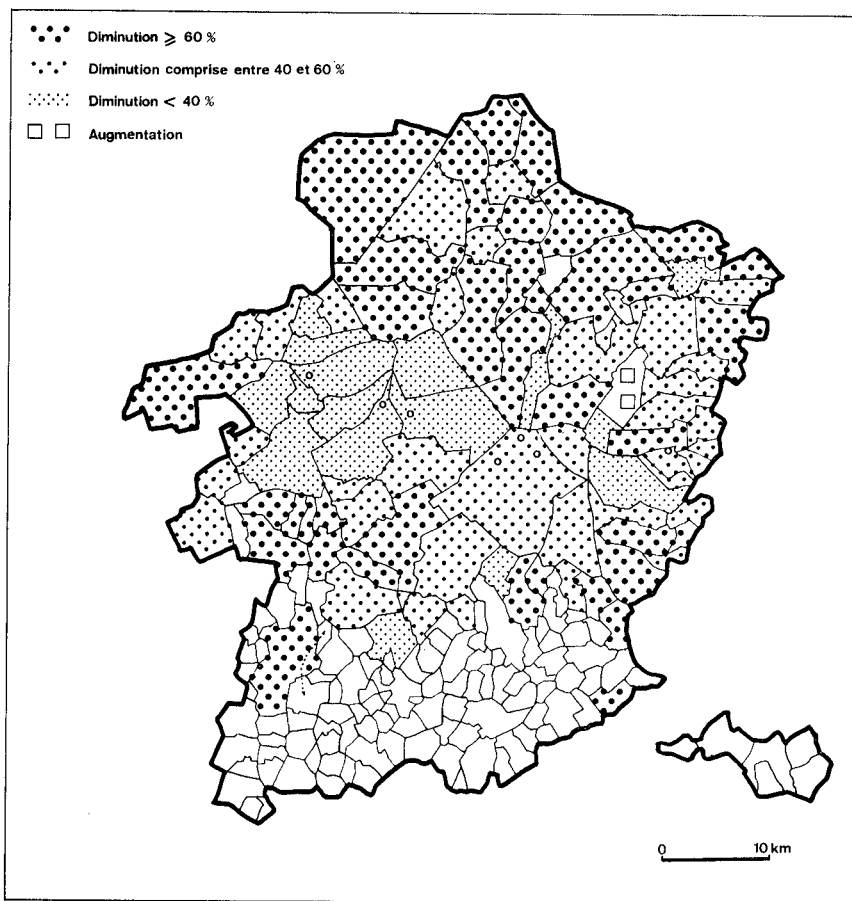 Diminution ⩾ 60 %
Diminution comprise entre 40 et 60 %
Diminution < 40 %
Augmentation
0 10 km